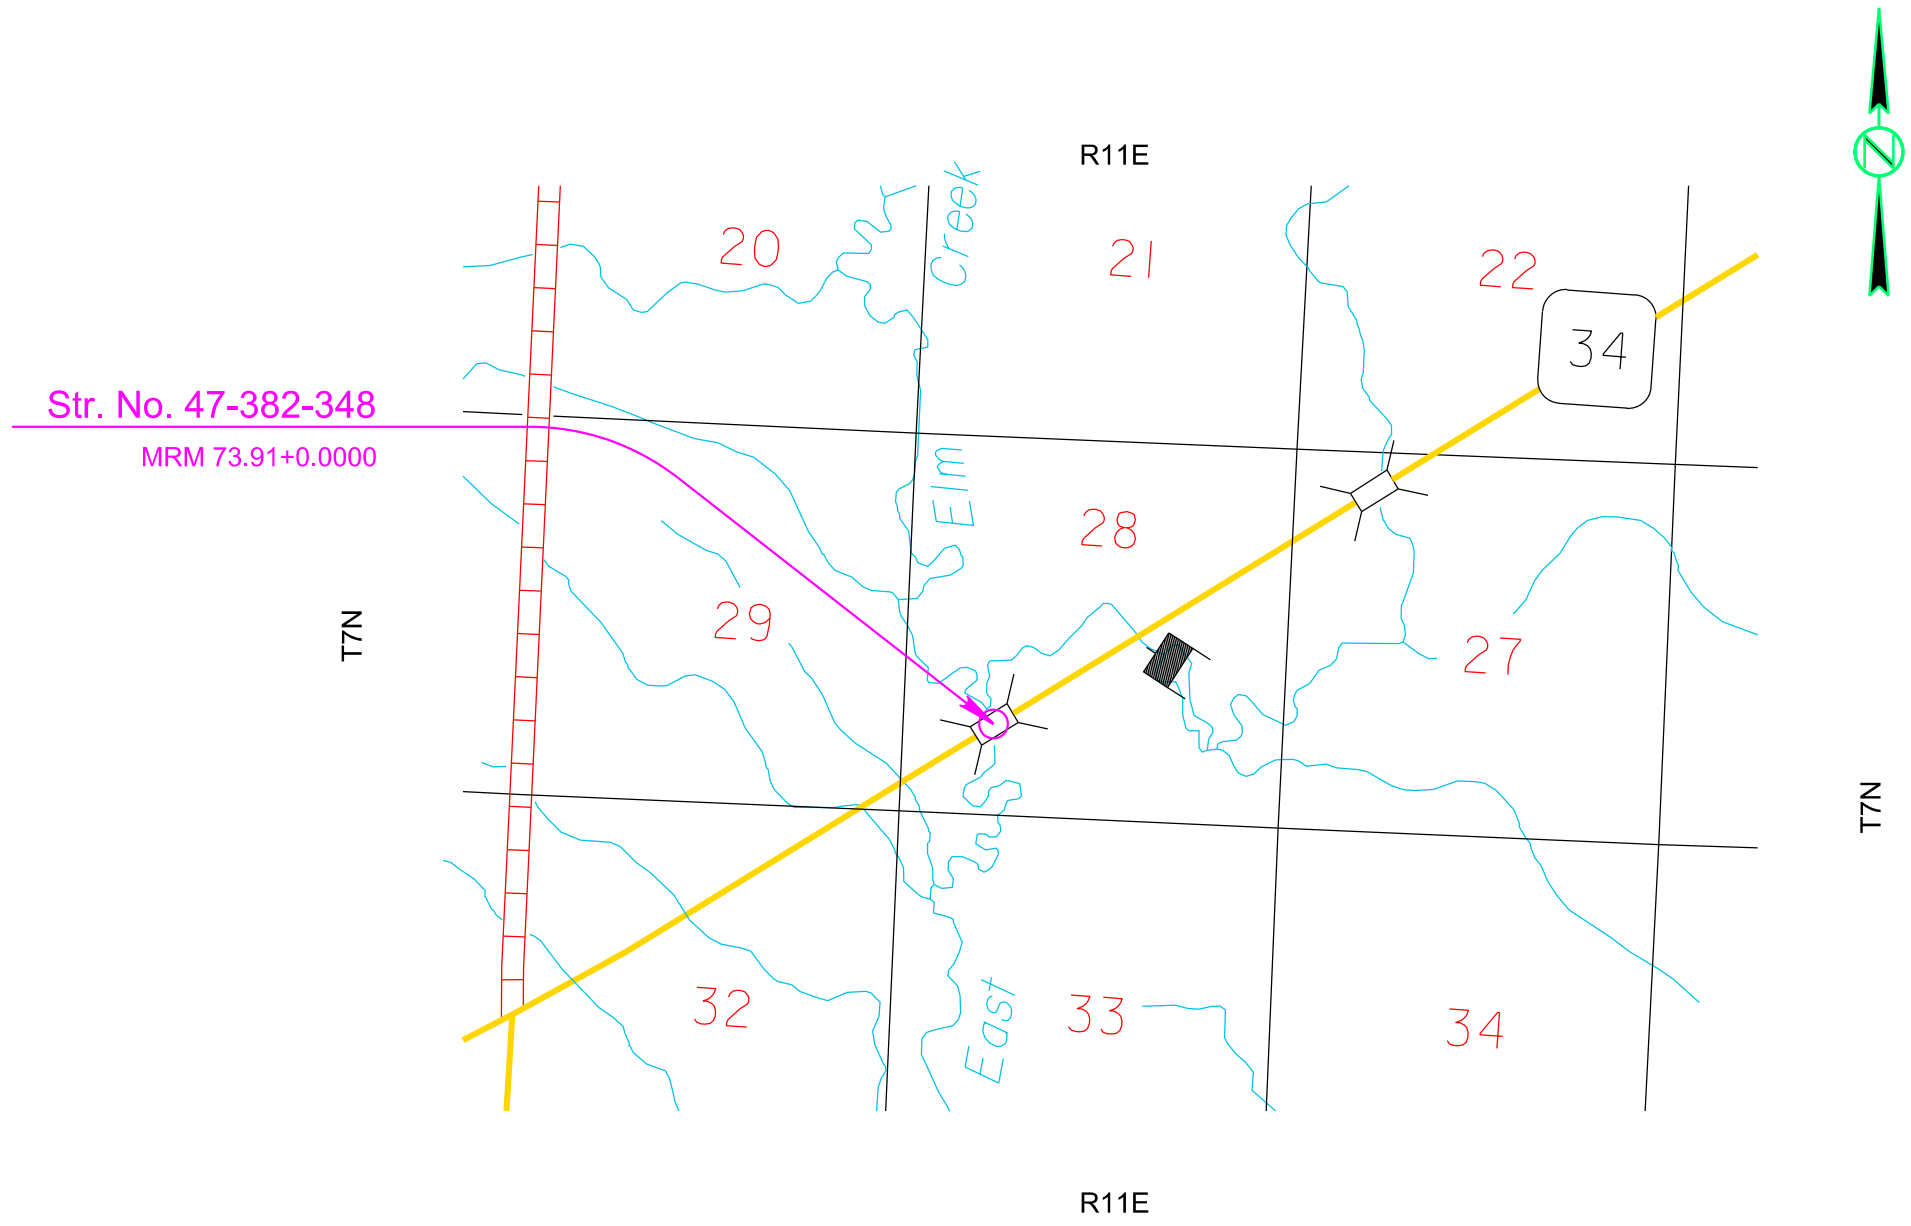 R11E
N
Creek
20
21
22
34
Str. No. 47-382-348
MRM 73.91+0.0000
Elm
28
29
27
T7N
T7N
East
32
33
34
R11E